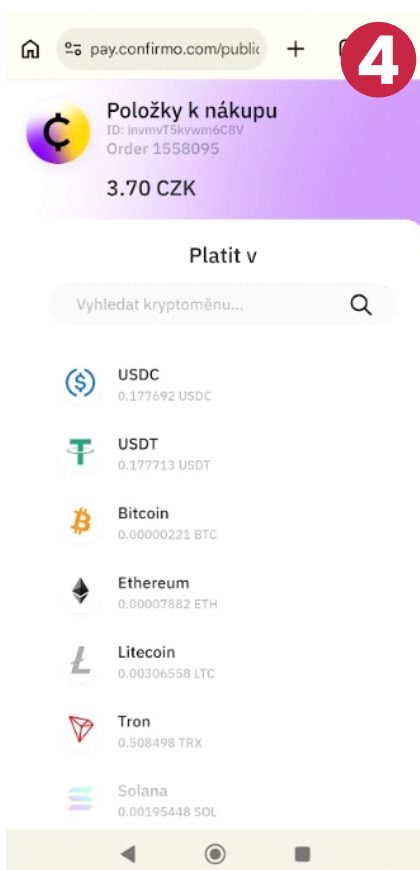 pay.confirmo.com/public
4
Položky k nákupu
ID: invmvT5kvwm6C8V
Order 1558095
3.70 CZK
Platit v
Vyhledat kryptoměnu...
USDC
0.177692 USDC
USDT
0.177713 USDT
Bitcoin
0.00000221 BTC
Ethereum
0.00007882 ETH
Litecoin
0.00306558 LTC
Tron
0.508498 TRX
Solana
0.00195448 SOL